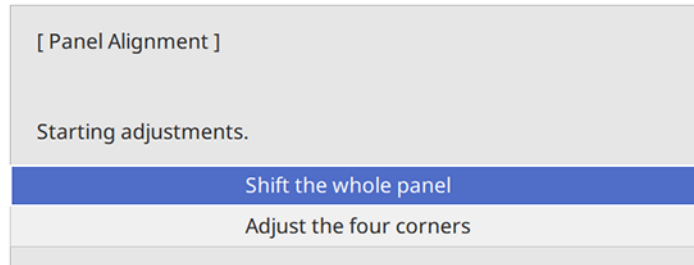 [ Panel Alignment ]
Starting adjustments.
Shift the whole panel
Adjust the four corners